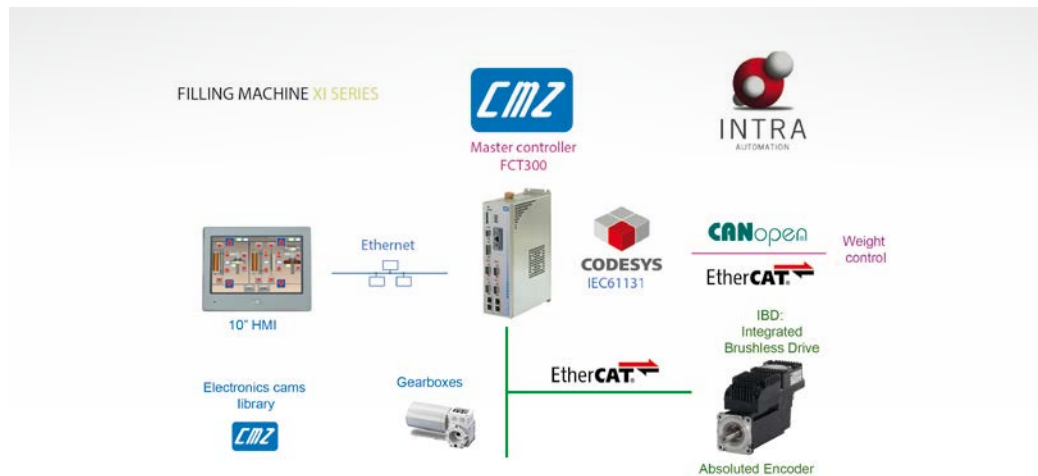 FILLING MACHINE XI SERIES
CMZ
INTRA
AUTOMATION
Master controller
FCT300
Ethernet
CODESYS
IEC61131
CANopen
EtherCAT
Weight
control
10" HMI
IBD:
Integrated
Brushless Drive
EtherCAT
Electronics cams
library
CMZ
Gearboxes
Absoluted Encoder